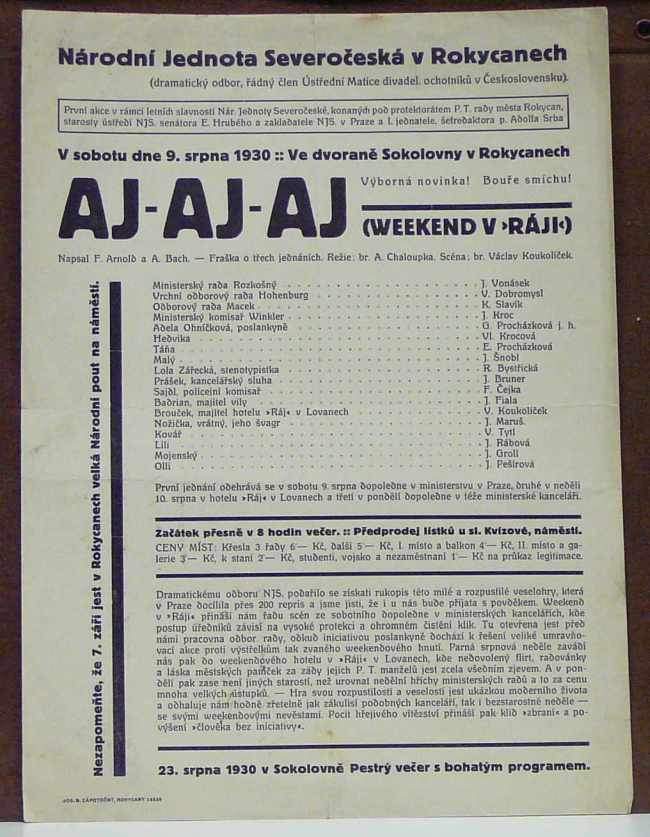 Národní Jednota Severočeská v Rokycanech
(dramatický odbor, řádný člen Ústřední Matice divadel. ochotníků v Československu).
První akce v rámci letních slavností Nár. Jednoty Severočeské, konaných pod protektorátem P. T. rady města Rokycan,
starosty ústředí NJS. senátora E. Hrubého a zakladatele NJS. v Praze a I. jednatele, šefredaktora p. Adolfa Srba
V sobotu dne 9. srpna 1930 :: Ve dvoraně Sokolovny v Rokycanech
AJ-AJ-AJ
Výborná novinka! Bouře smíchu!
(WEEKEND V ›RÁJI‹)
Napsal F. Arnold a A. Bach. — Fraška o třech jednáních. Režie: br. A. Chaloupka. Scéna: br. Václav Koukolíček.
Ministerský rada Rozkošný J. Vonásek
Vrchní odborový rada Hohenburg V. Dobromysl
Odborový rada Macek K. Slavík
Ministerský komisař Winkler J. Kroc
Adela Ohníčková, poslankyně G. Procházková j. h.
Hedvika Vl. Krocová
Táňa E. Procházková
Malý J. Šnobl
Lola Zářecká, stenotypistka R. Bystřická
Prášek, kancelářský sluha J. Bruner
Sajdl, policejní komisař F. Čejka
Badrian, majitel vily J. Fiala
Brouček, majitel hotelu »Ráj« v Lovanech V. Koukolíček
Nožička, vrátný, jeho švagr J. Maruš
Kovář V. Tytl
Lili J. Rábová
Mojenský J. Groll
Olli J. Peširová
První jednání odehrává se v sobotu 9. srpna dopoledne v ministerstvu v Praze, druhé v neděli
10. srpna v hotelu »Ráj« v Lovanech a třetí v pondělí dopoledne v téže ministerské kanceláři.
Začátek přesně v 8 hodin večer. :: Předprodej lístků u sl. Kvízové, náměstí.
CENY MÍST: Křesla 3 řady 6·— Kč, další 5·— Kč, I. místo a balkon 4·— Kč, II. místo a ga-
lerie 3·— Kč, k stání 2·— Kč, studenti, vojsko a nezaměstnaní 1·— Kč na průkaz legitimace.
Dramatickému odboru NJS. podařilo se získati rukopis této milé a rozpustilé veselohry, která
v Praze docílila přes 200 repris a jsme jisti, že i u nás bude přijata s povděkem. Weekend
v »Ráji« přináší nám řadu scén ze sobotního dopoledne v ministerských kancelářích, kde
postup úředníků závisí na vysoké protekci a ohromném čistění klik. Tu otevřena jest před
námi pracovna odbor. rady, odkud iniciativou poslankyně dochází k řešení veliké umravňo-
vací akce proti výstřelkům tak zvaného weekendového hnutí. Parná srpnová neděle zavádí
nás pak do weekendového hotelu v »Ráji« v Lovanech, kde nedovolený flirt, radovánky
a láska městských paniček za zády jejich P. T. manželů jest zcela všedním zjevem. A v pon-
dělí pak zase není jiných starostí, než urovnat nedělní hříchy ministerských radů a to za cenu
mnoha velkých ústupků. — Hra svou rozpustilostí a veselostí jest ukázkou moderního života
a odhaluje nám hodně zřetelně jak zákulisí podobných kanceláří, tak i bezstarostné neděle —
se svými weekendovými nevěstami. Pocit hřejivého vítězství přináší pak klid »zbraní« a po-
výšení »člověka bez iniciativy«.
23. srpna 1930 v Sokolovně Pestrý večer s bohatým programem.
Nezapomeňte, že 7. září jest v Rokycanech velká Národní pout na náměstí.
JOS. B. ZÁPOTOČNÝ, ROKYCANY